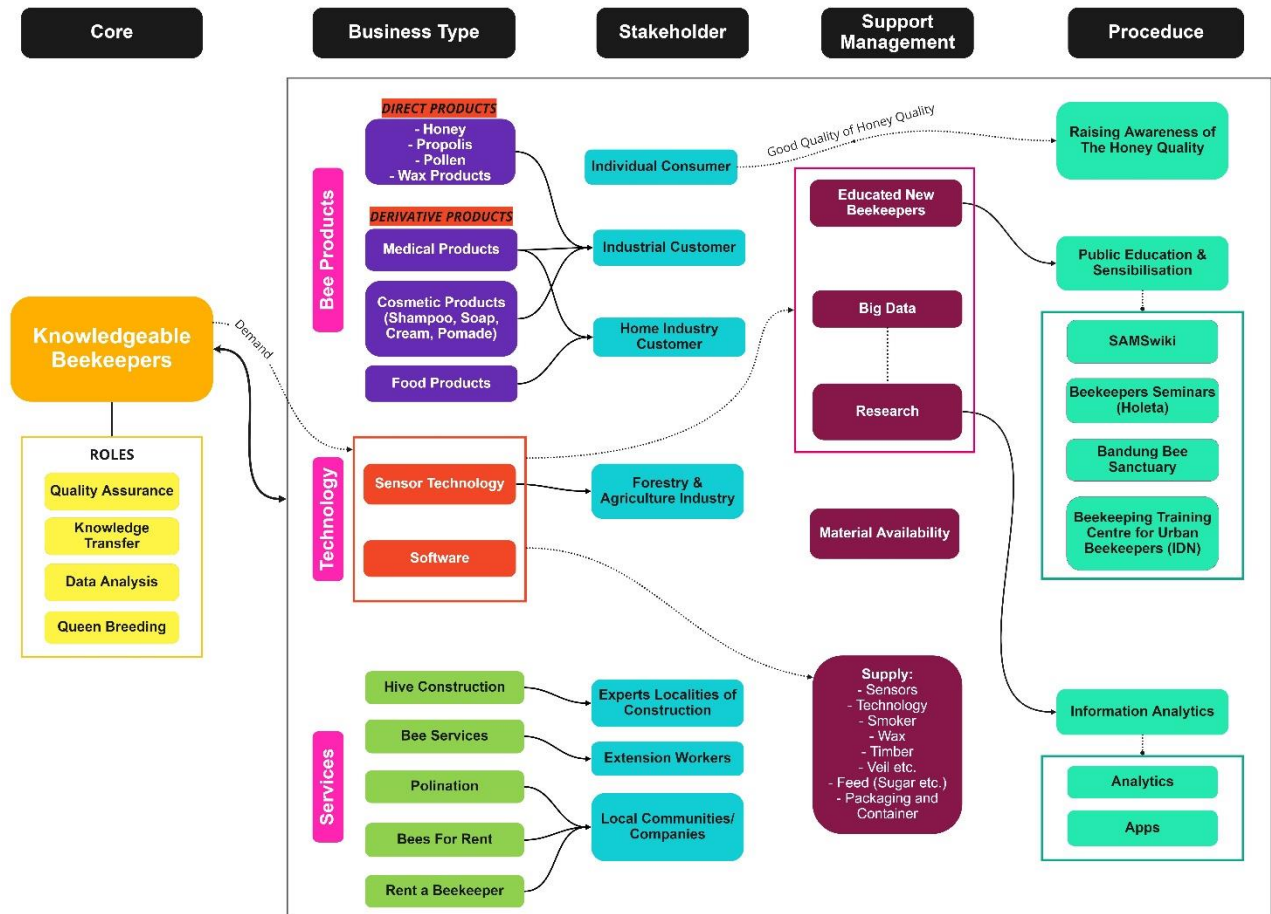 Core
Business Type
Stakeholder
Support
Management
Proceduce
Knowledgeable
Beekeepers
ROLES
Quality Assurance
Knowledge
Transfer
Data Analysis
Queen Breeding
Demand
Bee Products
DIRECT PRODUCTS
- Honey
- Propolis
- Pollen
- Wax Products
DERIVATIVE PRODUCTS
Medical Products
Cosmetic Products
(Shampoo, Soap,
Cream, Pomade)
Food Products
Technology
Sensor Technology
Software
Services
Hive Construction
Bee Services
Polination
Bees For Rent
Rent a Beekeeper
Individual Consumer
Industrial Customer
Home Industry
Customer
Forestry &
Agriculture Industry
Experts Localities of
Construction
Extension Workers
Local Communities/
Companies
Good Quality of Honey Quality
Educated New
Beekeepers
Big Data
Research
Material Availability
Supply:
- Sensors
- Technology
- Smoker
- Wax
- Timber
- Veil etc.
- Feed (Sugar etc.)
- Packaging and
Container
Raising Awareness of
The Honey Quality
Public Education &
Sensibilisation
SAMSwiki
Beekeepers Seminars
(Holeta)
Bandung Bee
Sanctuary
Beekeeping Training
Centre for Urban
Beekeepers (IDN)
Information Analytics
Analytics
Apps